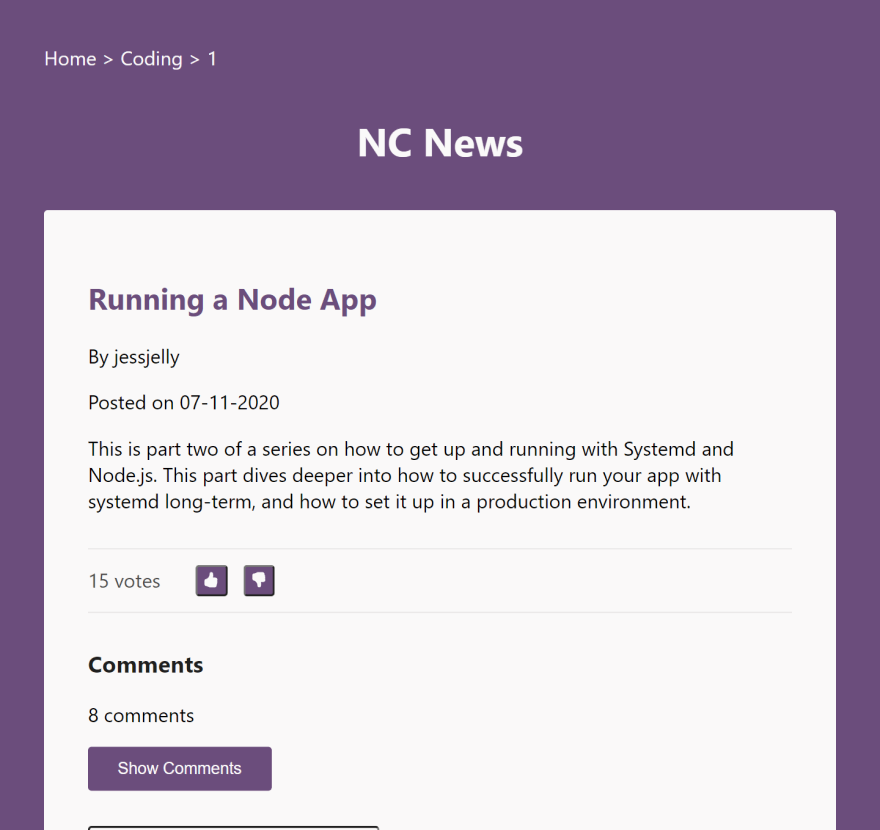 Home > Coding > 1
NC News
Running a Node App
By jessjelly
Posted on 07-11-2020
This is part two of a series on how to get up and running with Systemd and
Node.js. This part dives deeper into how to successfully run your app with
systemd long-term, and how to set it up in a production environment.
15 votes
Comments
8 comments
Show Comments